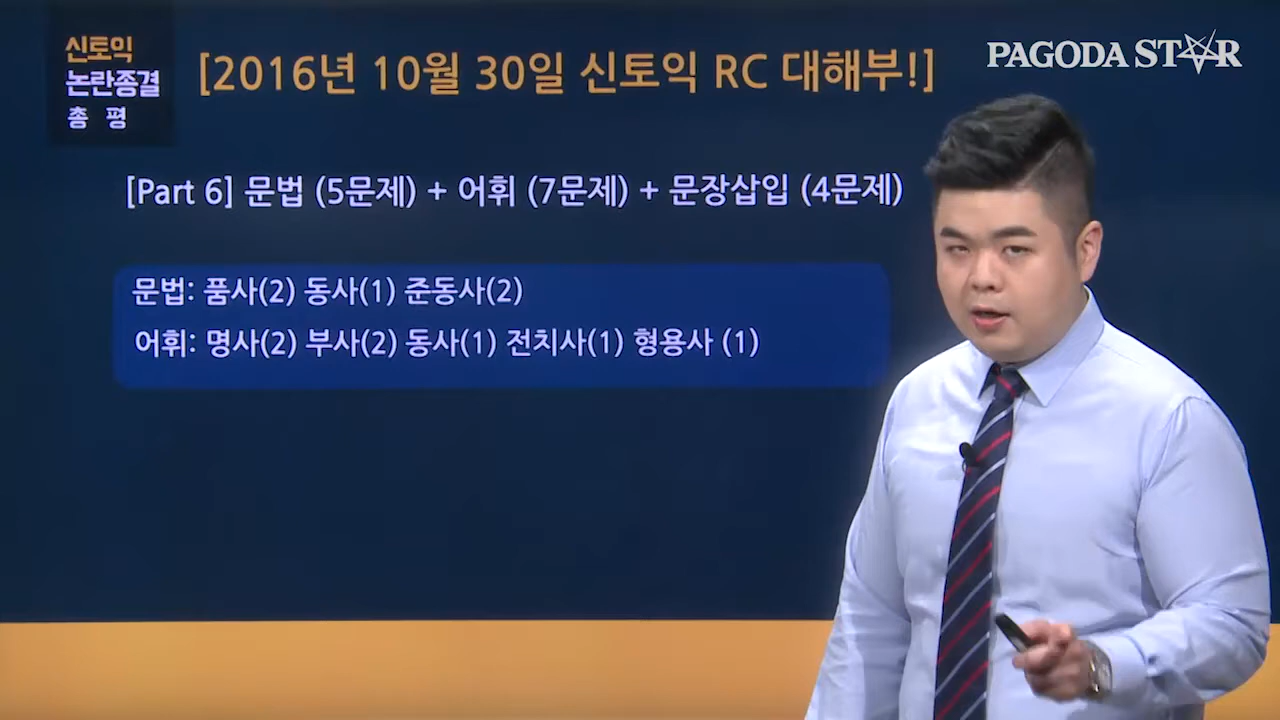 신토익
논란종결
총 평
[2016년 10월 30일 신토익 RC 대해부!]
PAGODA STAR
[Part 6] 문법 (5문제) + 어휘 (7문제) + 문장삽입 (4문제)
문법: 품사(2) 동사(1) 준동사(2)
어휘: 명사(2) 부사(2) 동사(1) 전치사(1) 형용사 (1)